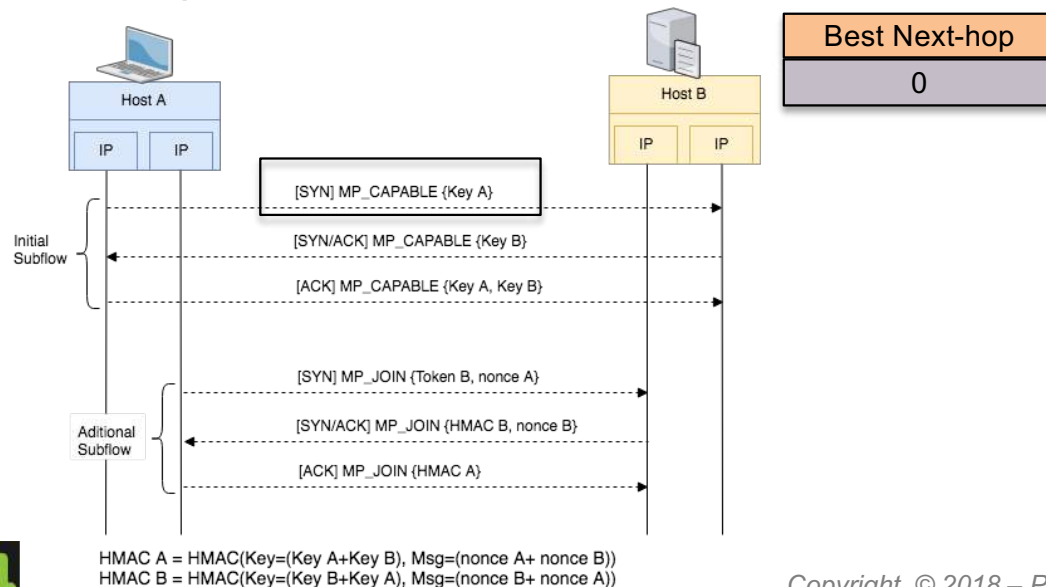 Best Next-hop
0
Host A
Host B
IP
IP
IP
IP
[SYN] MP_CAPABLE {Key A}
Initial
Subflow
[SYN/ACK] MP_CAPABLE {Key B}
[ACK] MP_CAPABLE {Key A, Key B}
[SYN] MP_JOIN {Token B, nonce A}
Aditional
Subflow
[SYN/ACK] MP_JOIN {HMAC B, nonce B}
[ACK] MP_JOIN {HMAC A}
HMAC A = HMAC(Key=(Key A+Key B), Msg=(nonce A+ nonce B))
HMAC B = HMAC(Key=(Key B+Key A), Msg=(nonce B+ nonce A))
Copyright © 2018 – P